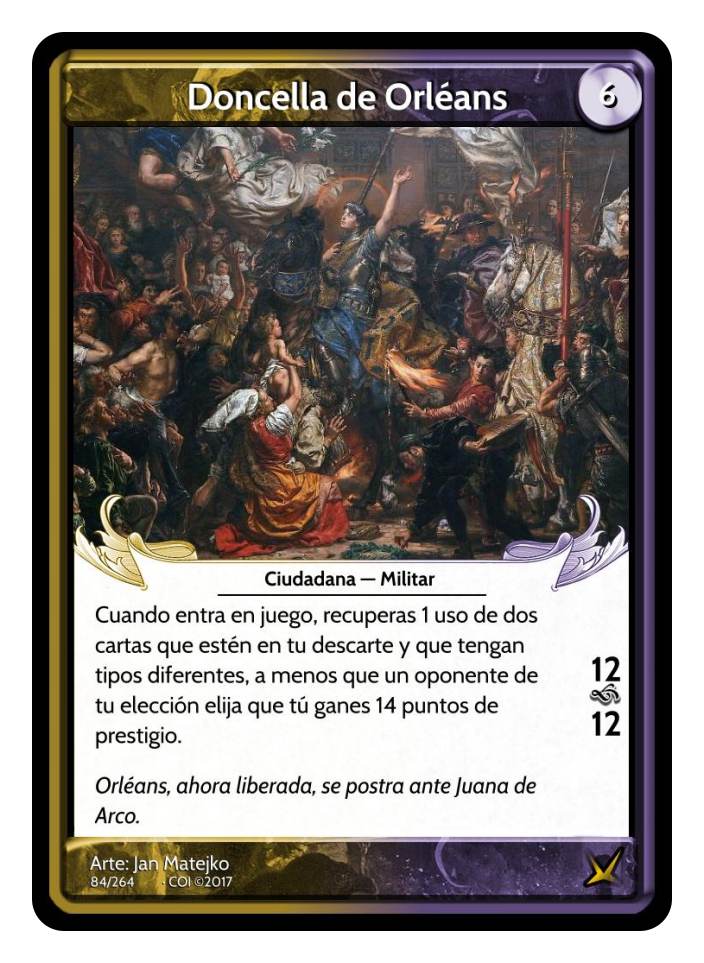 Doncella de Orléans
6
Ciudadana — Militar
Cuando entra en juego, recuperas 1 uso de dos
cartas que estén en tu descarte y que tengan
tipos diferentes, a menos que un oponente de
tu elección elija que tú ganes 14 puntos de
prestigio.
12
12
Orléans, ahora liberada, se postra ante Juana de
Arco.
Arte: Jan Matejko
84/264 · COI ©2017